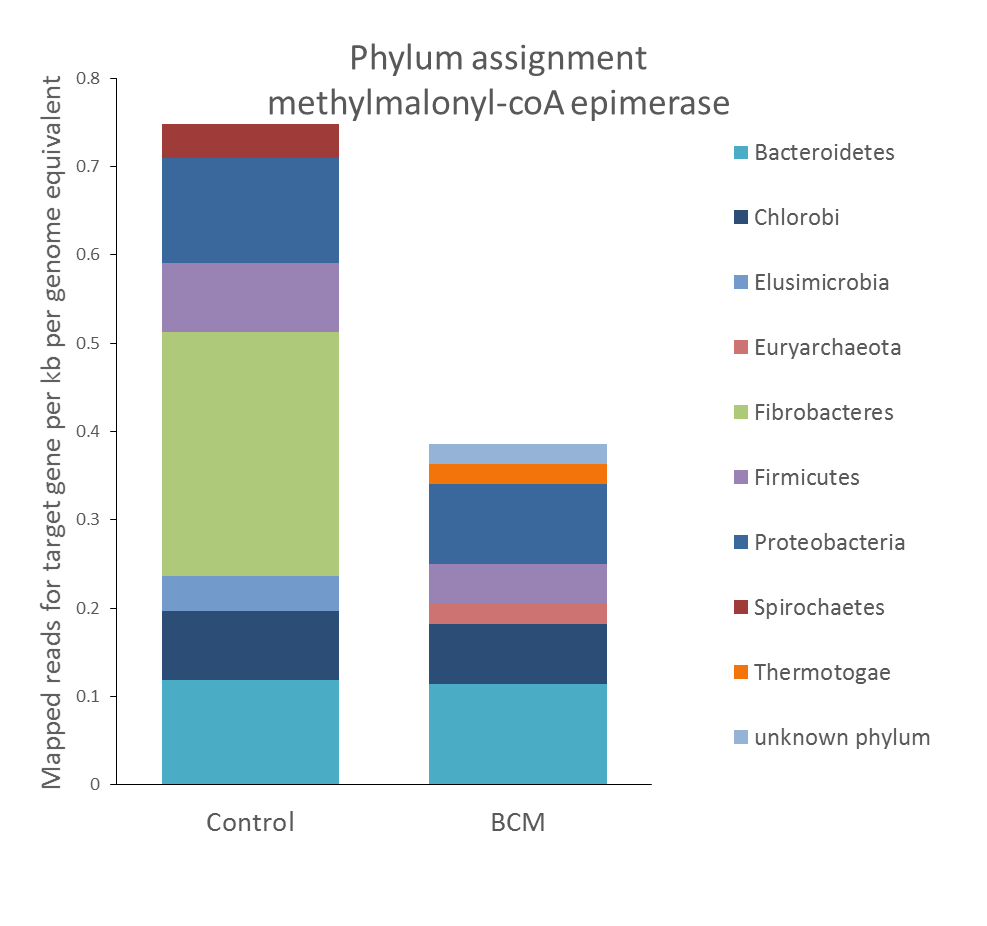 Phylum assignment
methylmalonyl-coA epimerase
Mapped reads for target gene per kb per genome equivalent
0.8
0.7
0.6
0.5
0.4
0.3
0.2
0.1
0
Control
BCM
Bacteroidetes
Chlorobi
Elusimicrobia
Euryarchaeota
Fibrobacteres
Firmicutes
Proteobacteria
Spirochaetes
Thermotogae
unknown phylum